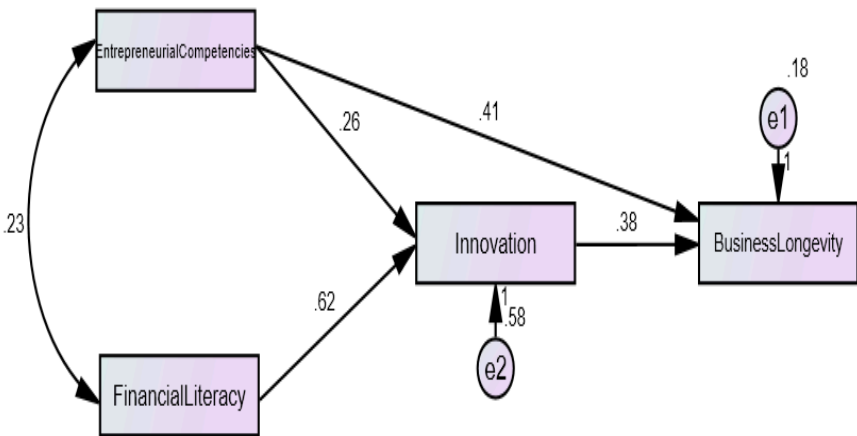 EntrepreneurialCompetencies
.18
e1
.41
.26
1
.23
Innovation
.38
BusinessLongevity
.62
1
.58
e2
FinancialLiteracy